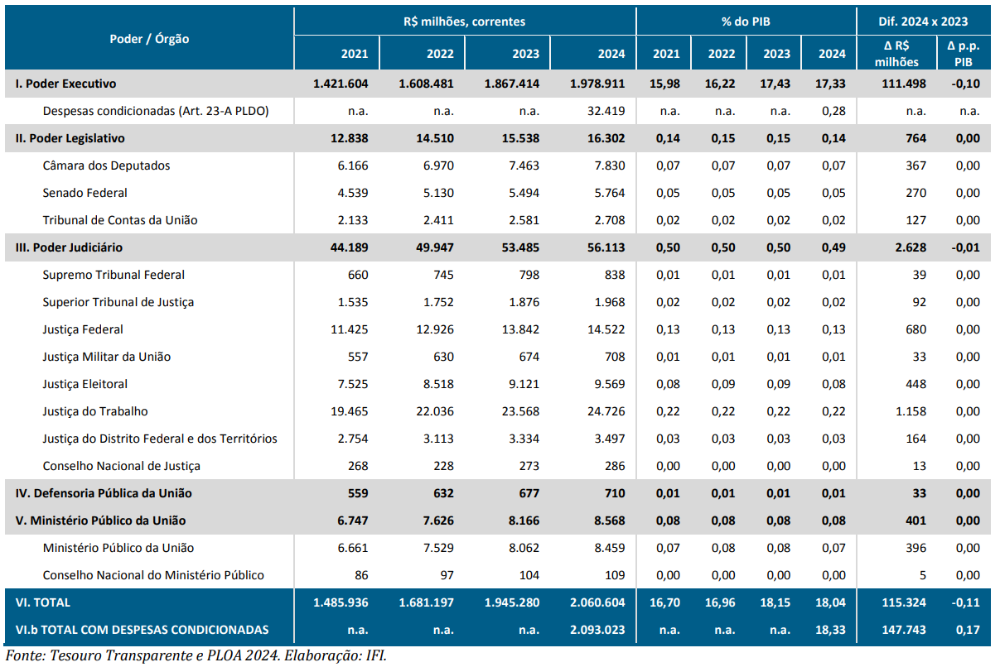 Poder / Órgão R$ milhões, correntes % do PIB Dif. 2024 x 2023
2021 2022 2023 2024 2021 2022 2023 2024 Δ R$ milhões Δ p.p. PIB
I. Poder Executivo 1.421.604 1.608.481 1.867.414 1.978.911 15,98 16,22 17,43 17,33 111.498 -0,10
Despesas condicionadas (Art. 23-A PLDO) n.a. n.a. n.a. 32.419 n.a. n.a. n.a. 0,28 n.a. n.a.
II. Poder Legislativo 12.838 14.510 15.538 16.302 0,14 0,15 0,15 0,14 764 0,00
Câmara dos Deputados 6.166 6.970 7.463 7.830 0,07 0,07 0,07 0,07 367 0,00
Senado Federal 4.539 5.130 5.494 5.764 0,05 0,05 0,05 0,05 270 0,00
Tribunal de Contas da União 2.133 2.411 2.581 2.708 0,02 0,02 0,02 0,02 127 0,00
III. Poder Judiciário 44.189 49.947 53.485 56.113 0,50 0,50 0,50 0,49 2.628 -0,01
Supremo Tribunal Federal 660 745 798 838 0,01 0,01 0,01 0,01 39 0,00
Superior Tribunal de Justiça 1.535 1.752 1.876 1.968 0,02 0,02 0,02 0,02 92 0,00
Justiça Federal 11.425 12.926 13.842 14.522 0,13 0,13 0,13 0,13 680 0,00
Justiça Militar da União 557 630 674 708 0,01 0,01 0,01 0,01 33 0,00
Justiça Eleitoral 7.525 8.518 9.121 9.569 0,08 0,09 0,09 0,08 448 0,00
Justiça do Trabalho 19.465 22.036 23.568 24.726 0,22 0,22 0,22 0,22 1.158 0,00
Justiça do Distrito Federal e dos Territórios 2.754 3.113 3.334 3.497 0,03 0,03 0,03 0,03 164 0,00
Conselho Nacional de Justiça 268 228 273 286 0,00 0,00 0,00 0,00 13 0,00
IV. Defensoria Pública da União 559 632 677 710 0,01 0,01 0,01 0,01 33 0,00
V. Ministério Público da União 6.747 7.626 8.166 8.568 0,08 0,08 0,08 0,08 401 0,00
Ministério Público da União 6.661 7.529 8.062 8.459 0,07 0,08 0,08 0,07 396 0,00
Conselho Nacional do Ministério Público 86 97 104 109 0,00 0,00 0,00 0,00 5 0,00
VI. TOTAL 1.485.936 1.681.197 1.945.280 2.060.604 16,70 16,96 18,15 18,04 115.324 -0,11
VI.b TOTAL COM DESPESAS CONDICIONADAS n.a. n.a. n.a. 2.093.023 n.a. n.a. n.a. 18,33 147.743 0,17
Fonte: Tesouro Transparente e PLOA 2024. Elaboração: IFI.